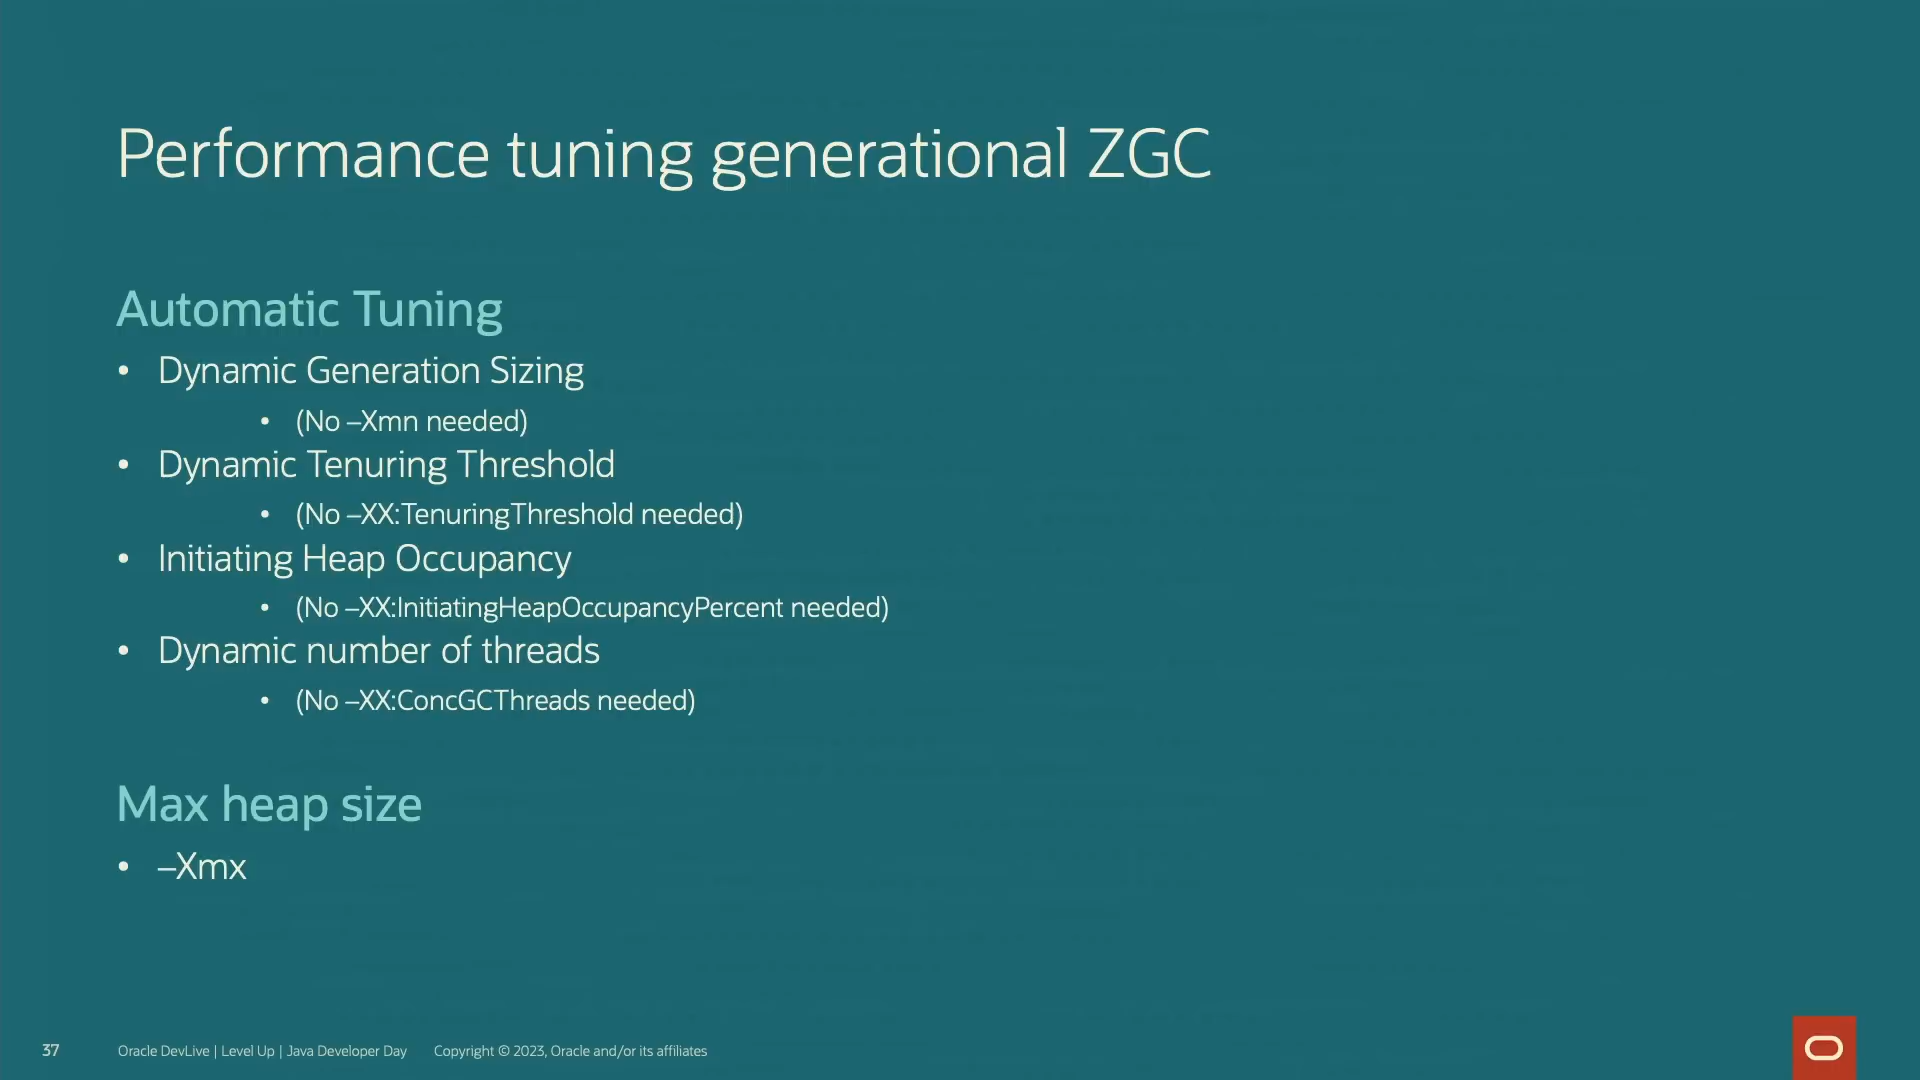 Performance tuning generational ZGC
Automatic Tuning
• Dynamic Generation Sizing
• (No –Xmn needed)
• Dynamic Tenuring Threshold
• (No –XX:TenuringThreshold needed)
• Initiating Heap Occupancy
• (No –XX:InitiatingHeapOccupancyPercent needed)
• Dynamic number of threads
• (No –XX:ConcGCThreads needed)
Max heap size
• –Xmx
37 Oracle DevLive | Level Up | Java Developer Day Copyright © 2023, Oracle and/or its affiliates